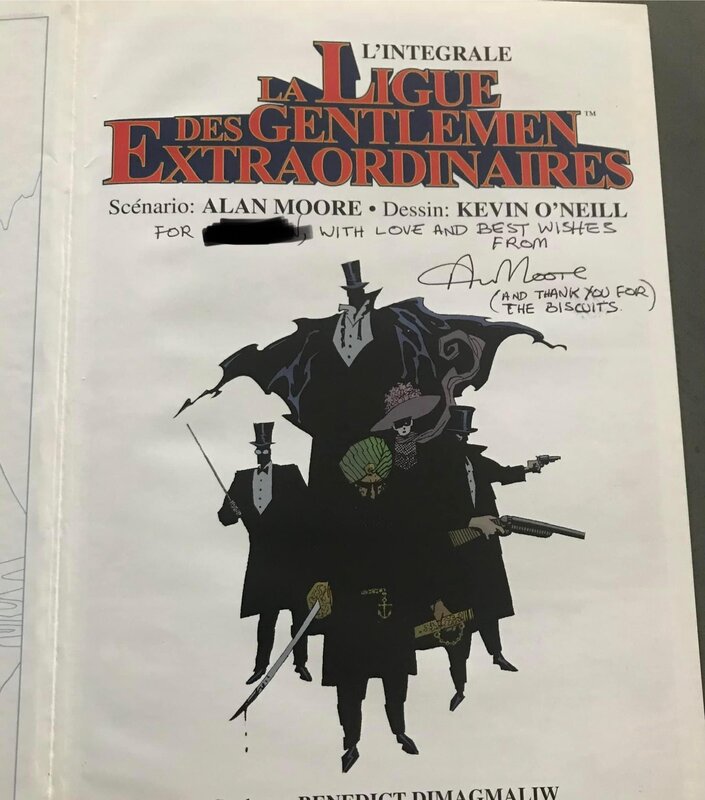 L'INTEGRALE
LA LIGUE
DES GENTLEMEN™
EXTRAORDINAIRES
Scénario: ALAN MOORE • Dessin: KEVIN O'NEILL
FOR , WITH LOVE AND BEST WISHES
FROM
Alan Moore
(AND THANK YOU FOR)
THE BISCUITS.
BENEDICT DIMAGMALIW